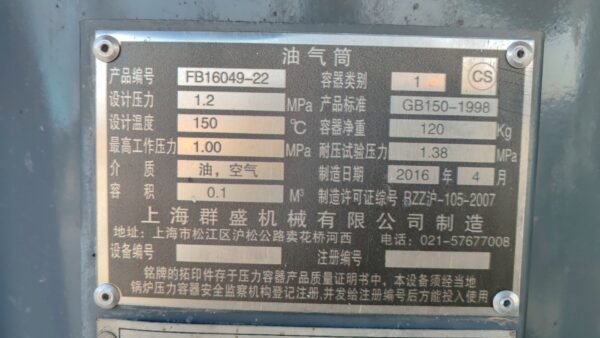 油气筒
产品编号 FB16049-22 容器类别 1 CS
设计压力 1.2 MPa 产品标准 GB150-1998
设计温度 150 ℃ 容器净重 120 Kg
最高工作压力 1.00 MPa 耐压试验压力 1.38 MPa
介 质 油,空气 制造日期 2016 年 4 月
容 积 0.1 M³ 制造许可证综号 RZZ沪-105-2007
上海群盛机械有限公司制造
地址:上海市松江区沪松公路卖花桥河西 电话:021-57677008
设备编号 注册编号
铭牌的拓印件存于压力容器产品质量证明书中,本设备须经当地
锅炉压力容器安全监察机构登记注册,并发给注册编号后方能投入使用